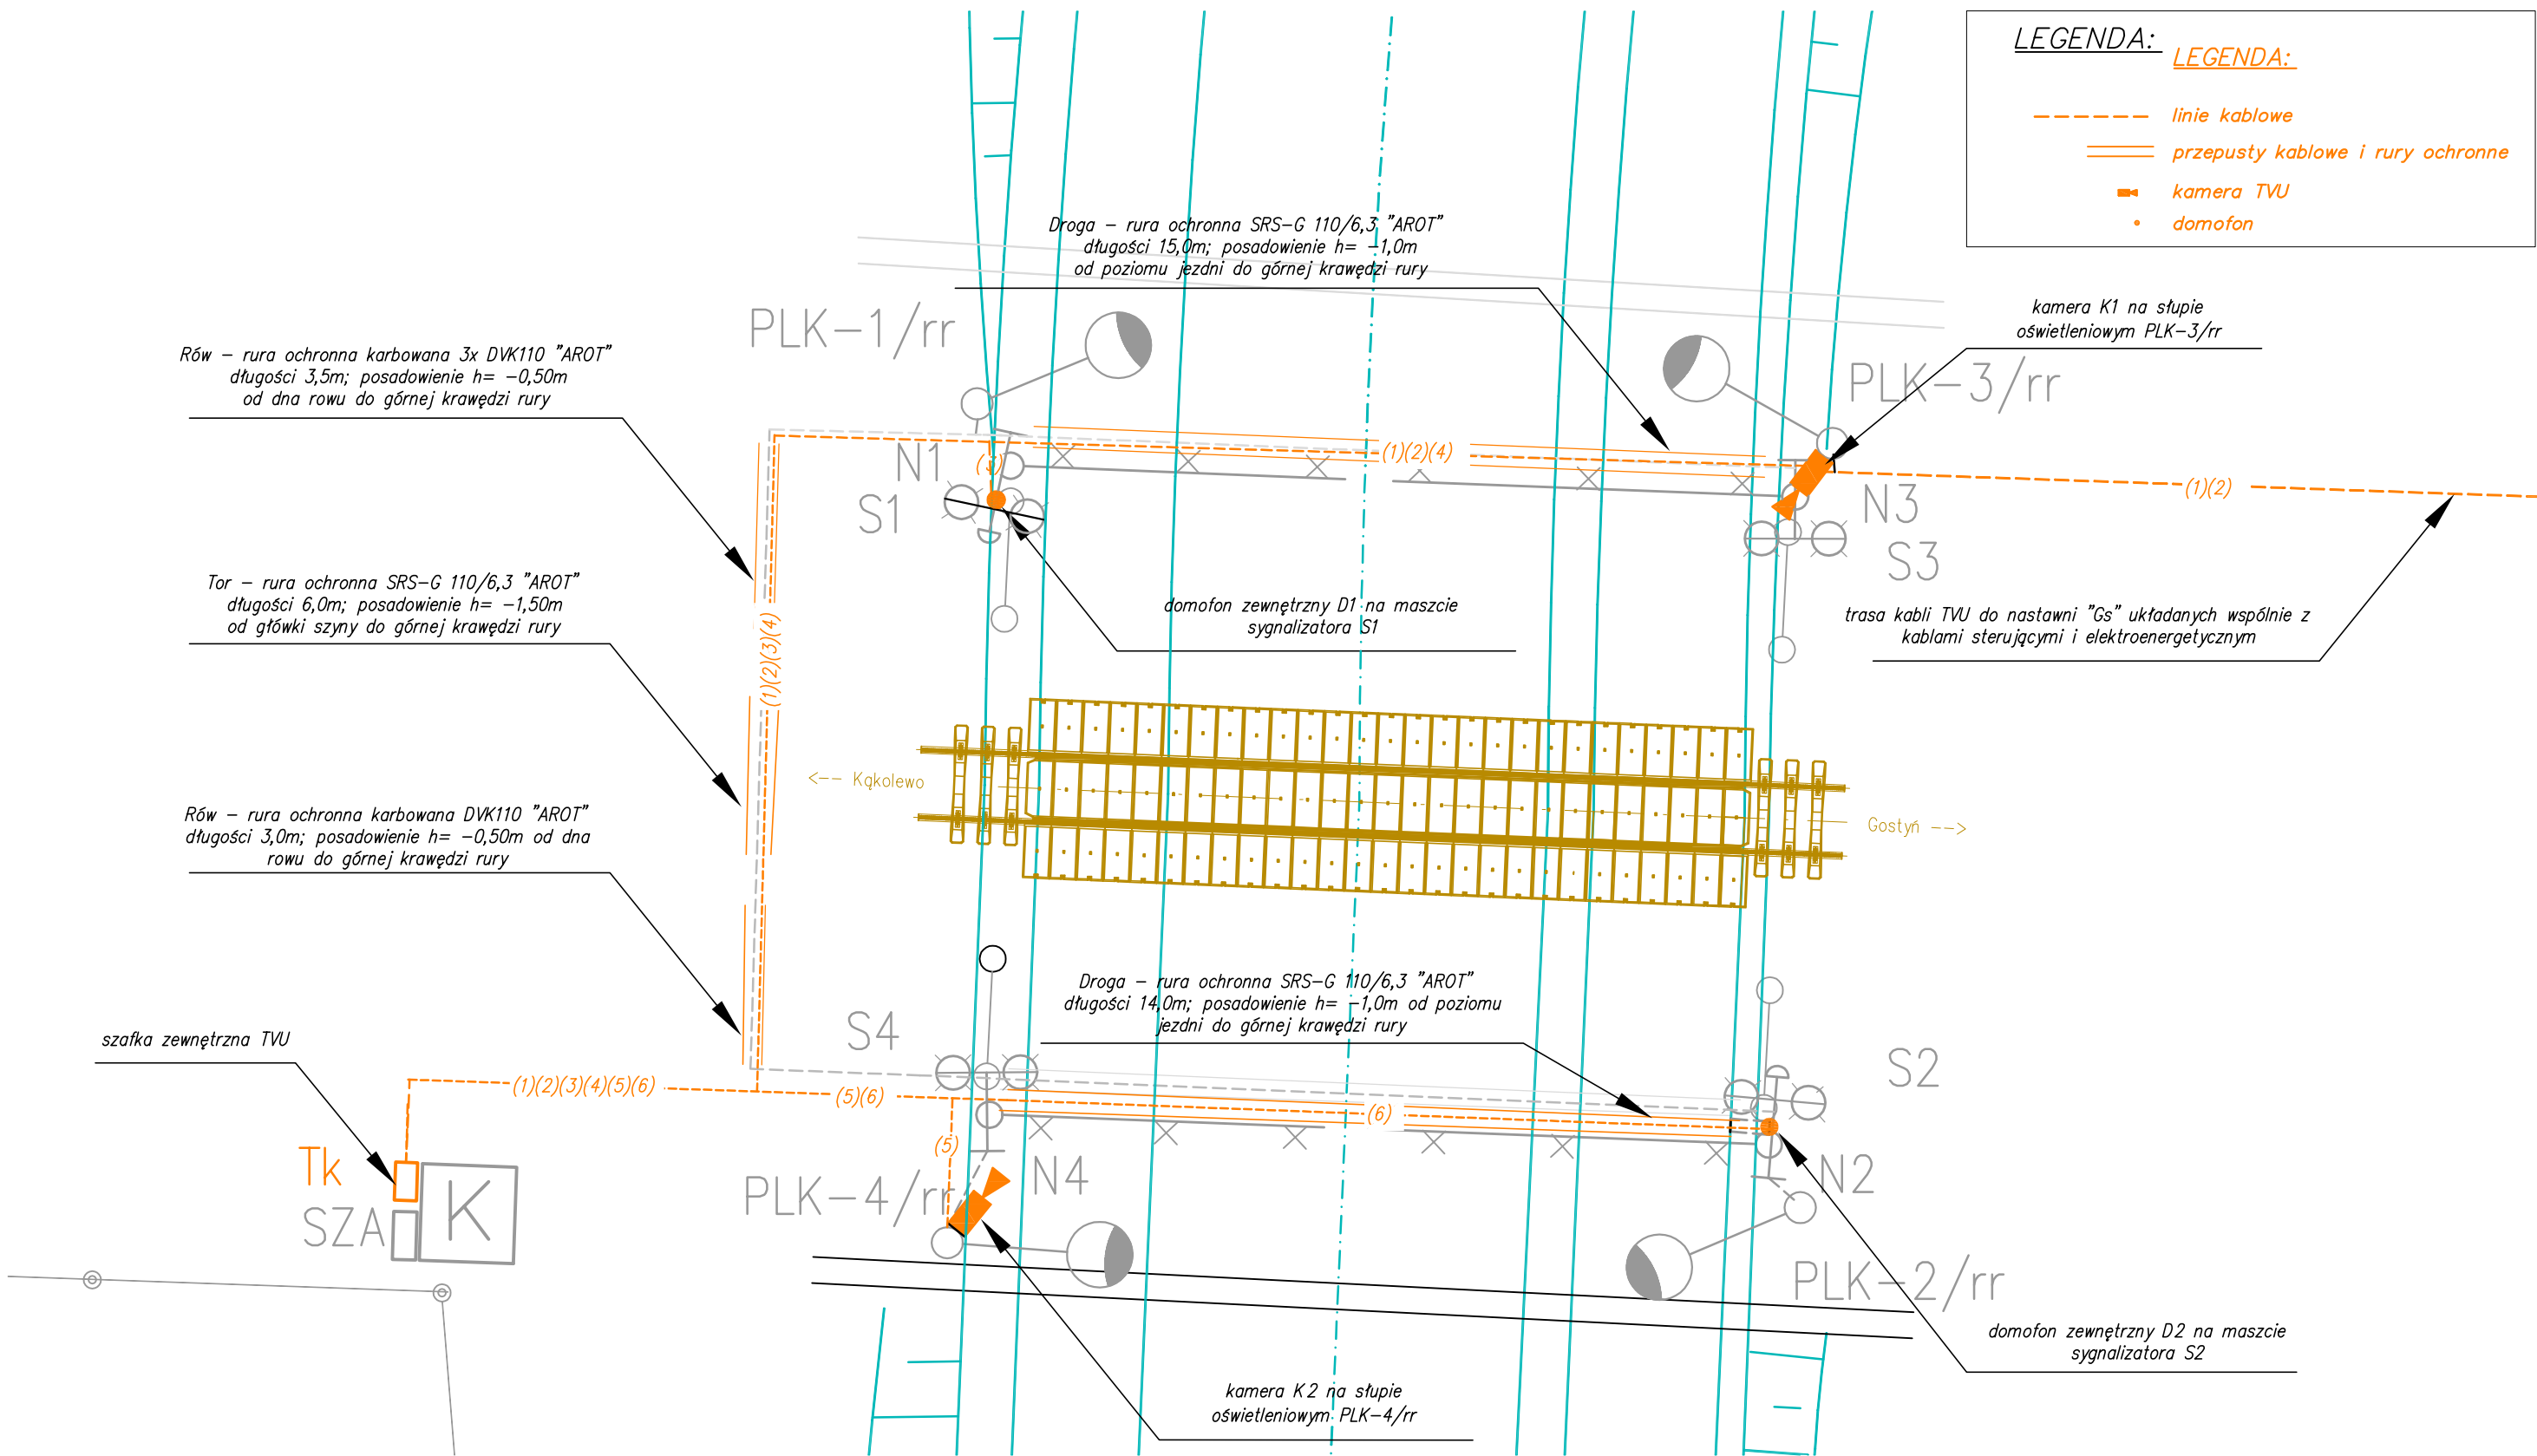 LEGENDA:
LEGENDA:
linie kablowe
przepusty kablowe i rury ochronne
kamera TVU
domofon
Droga – rura ochronna SRS–G 110/6,3 "AROT"
długości 15,0m; posadowienie h= –1,0m
od poziomu jezdni do górnej krawędzi rury
kamera K1 na słupie
oświetleniowym PLK–3/rr
PLK–1/rr
PLK–3/rr
Rów – rura ochronna karbowana 3x DVK110 "AROT"
długości 3,5m; posadowienie h= –0,50m
od dna rowu do górnej krawędzi rury
N1
(3)
(1)(2)(4)
(1)(2)
S1
N3
S3
Tor – rura ochronna SRS–G 110/6,3 "AROT"
długości 6,0m; posadowienie h= –1,50m
od główki szyny do górnej krawędzi rury
(1)(2)(3)(4)
domofon zewnętrzny D1 na maszcie
sygnalizatora S1
trasa kabli TVU do nastawni "Gs" układanych wspólnie z
kablami sterującymi i elektroenergetycznym
<-- Kąkolewo
Gostyń -->
Rów – rura ochronna karbowana DVK110 "AROT"
długości 3,0m; posadowienie h= –0,50m od dna
rowu do górnej krawędzi rury
Droga – rura ochronna SRS–G 110/6,3 "AROT"
długości 14,0m; posadowienie h= –1,0m od poziomu
jezdni do górnej krawędzi rury
szafka zewnętrzna TVU
S4
S2
(1)(2)(3)(4)(5)(6)
(5)(6)
(6)
(5)
Tk
SZA
K
PLK–4/rr
N4
N2
PLK–2/rr
domofon zewnętrzny D2 na maszcie
sygnalizatora S2
kamera K2 na słupie
oświetleniowym PLK–4/rr